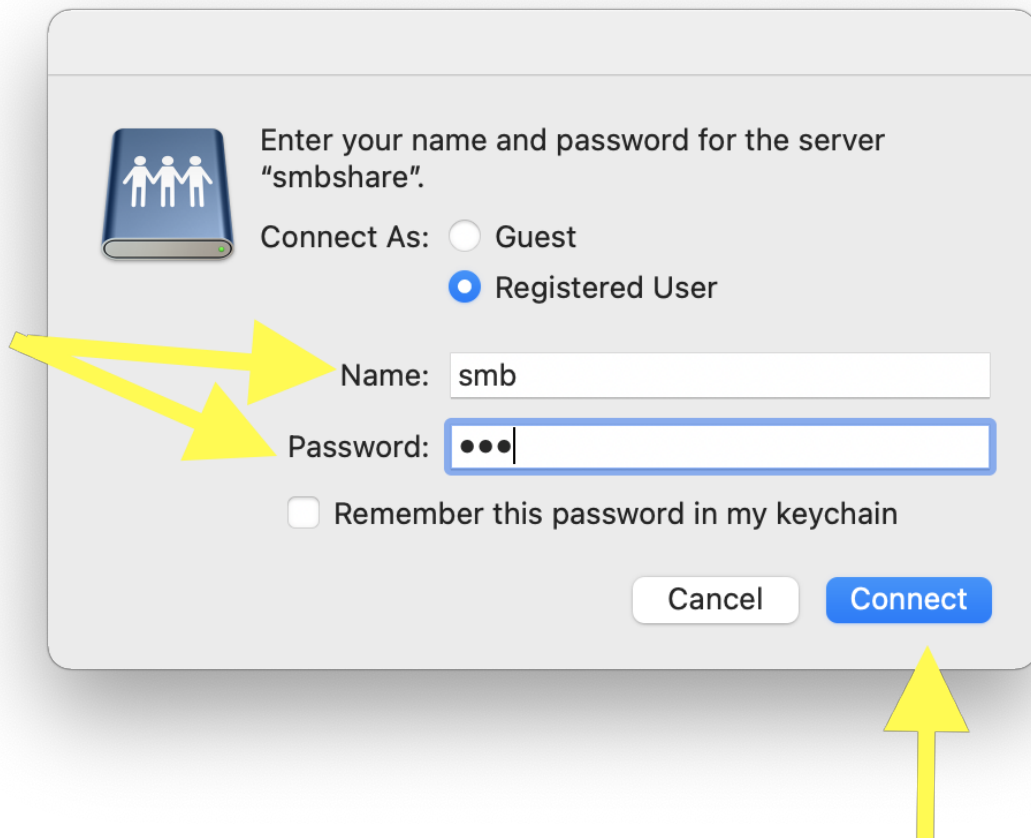 Enter your name and password for the server
“smbshare”.
Connect As: Guest
Registered User
Name: smb
Password: •••
Remember this password in my keychain
Cancel Connect